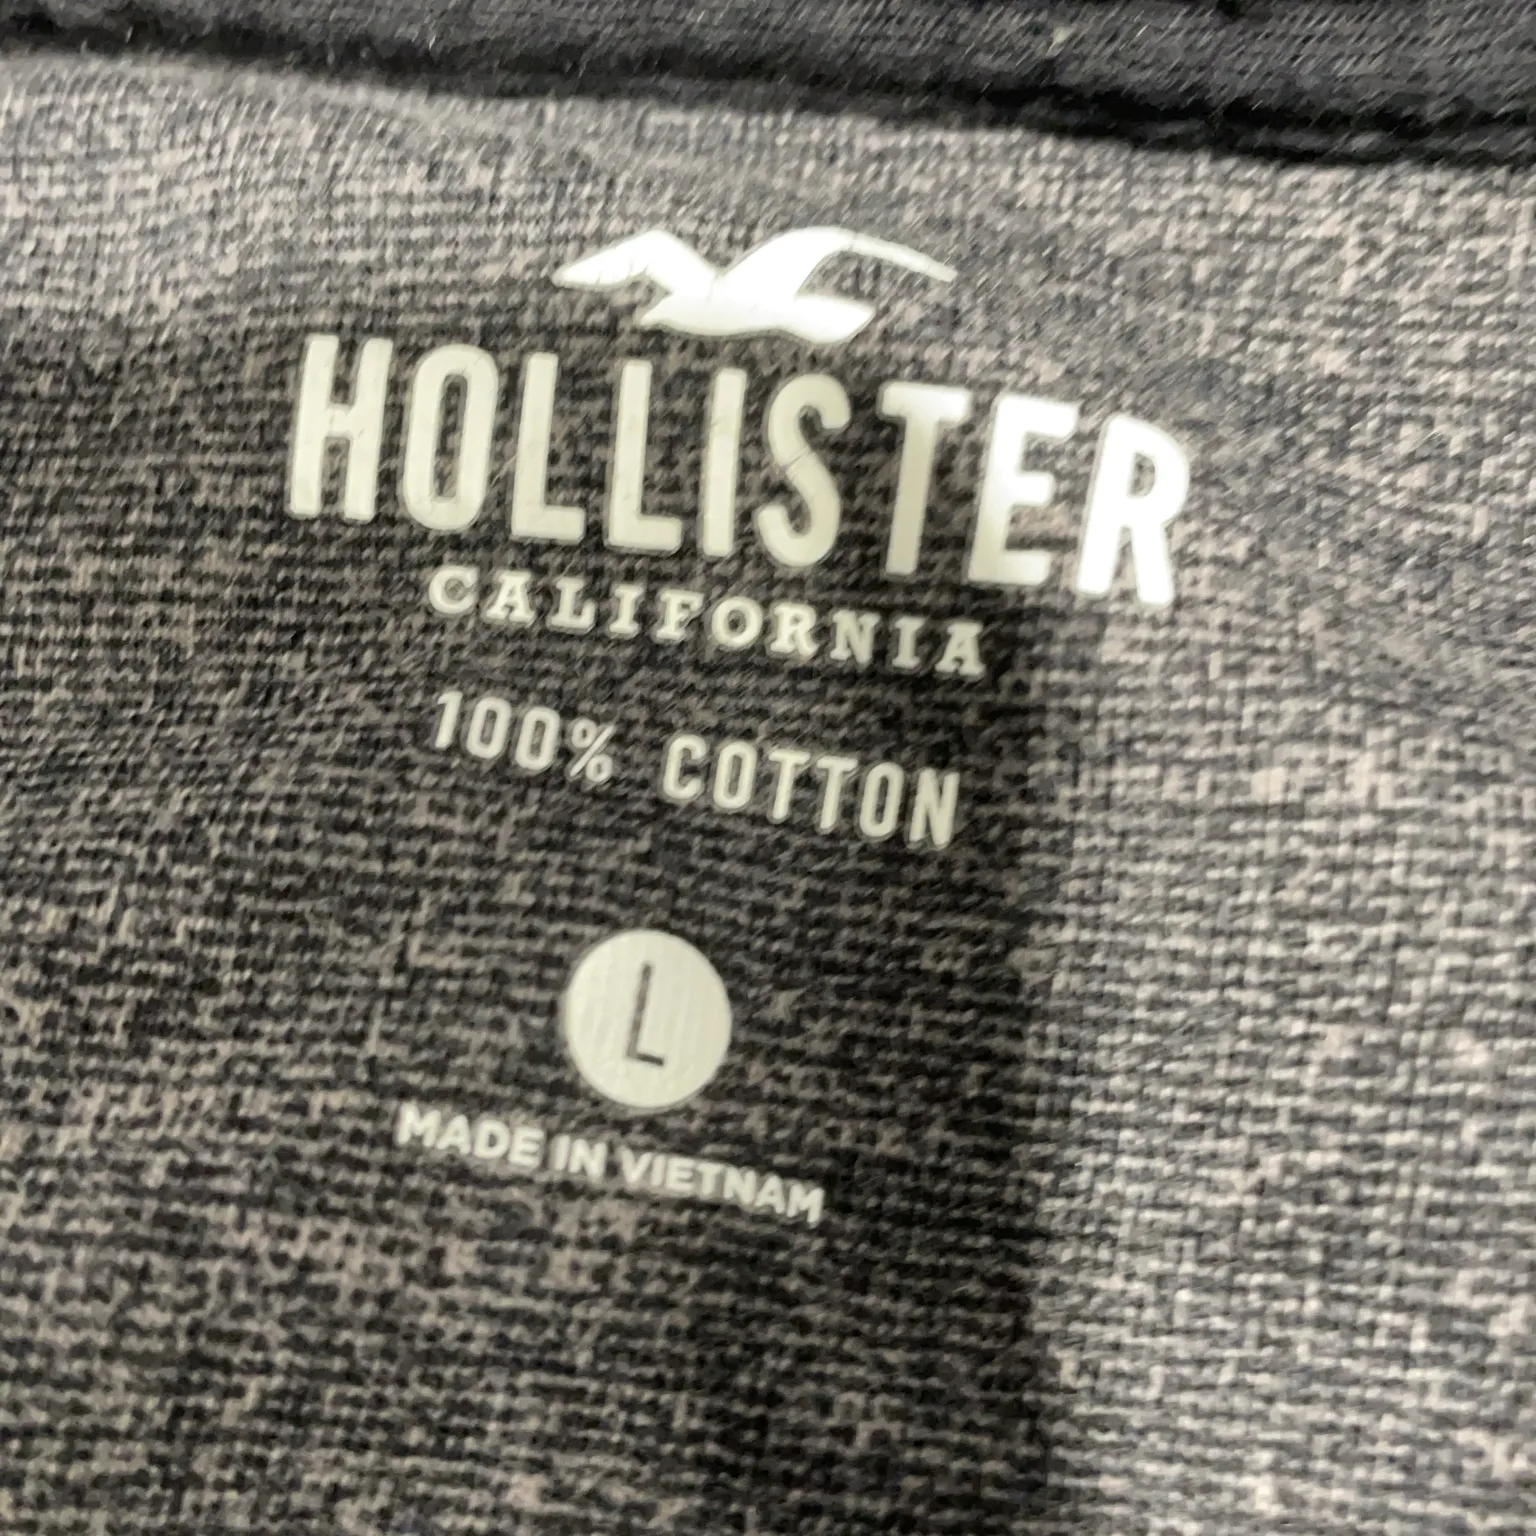 HOLLISTER
CALIFORNIA
100% COTTON
L
MADE IN VIETNAM